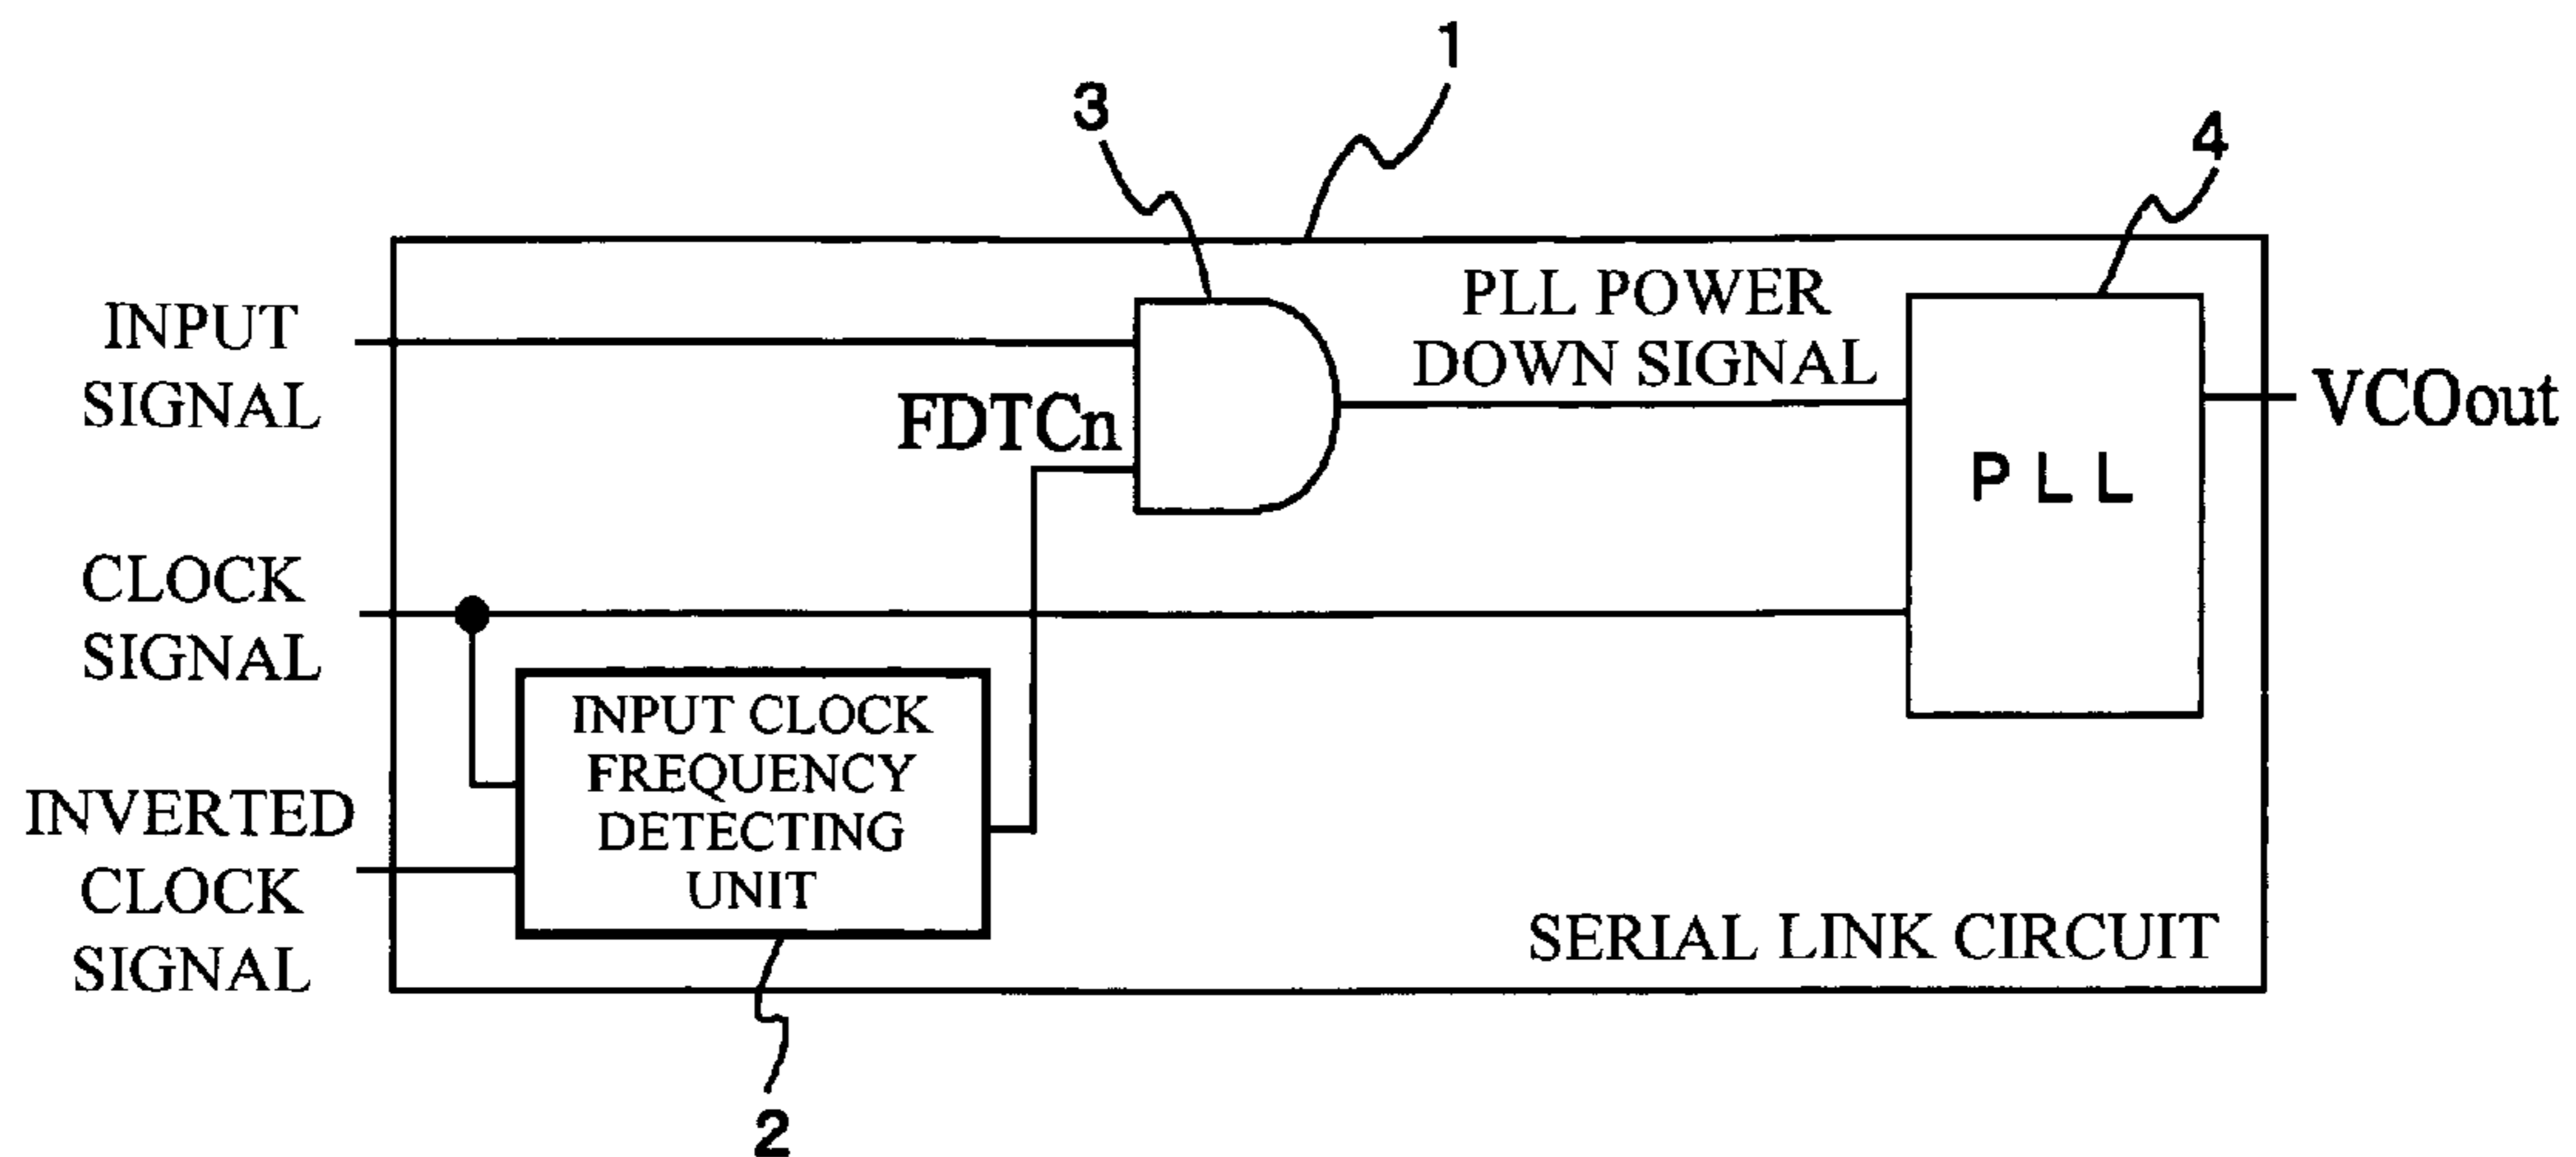 1
3
4
INPUT
SIGNAL
PLL POWER
DOWN SIGNAL
FDTCn
VCOout
PLL
CLOCK
SIGNAL
INPUT CLOCK
FREQUENCY
DETECTING
UNIT
INVERTED
CLOCK
SIGNAL
SERIAL LINK CIRCUIT
2